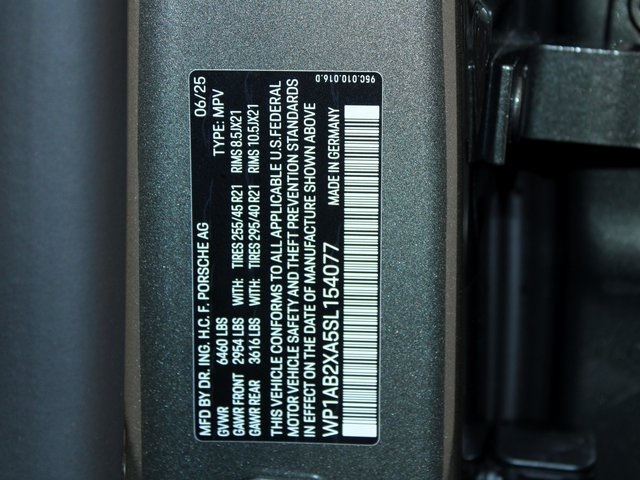 MFD BY DR. ING. H.C. F. PORSCHE AG 06/25
GVWR 6460 LBS TYPE: MPV
GAWR FRONT 2954 LBS WITH: TIRES 255/45 R21 RIMS 8.5JX21
GAWR REAR 3616 LBS WITH: TIRES 295/40 R21 RIMS 10.5JX21
THIS VEHICLE CONFORMS TO ALL APPLICABLE U.S.FEDERAL
MOTOR VEHICLE SAFETY AND THEFT PREVENTION STANDARDS
IN EFFECT ON THE DATE OF MANUFACTURE SHOWN ABOVE
WP1AB2XA5SL154077 MADE IN GERMANY
95C.010.016.0